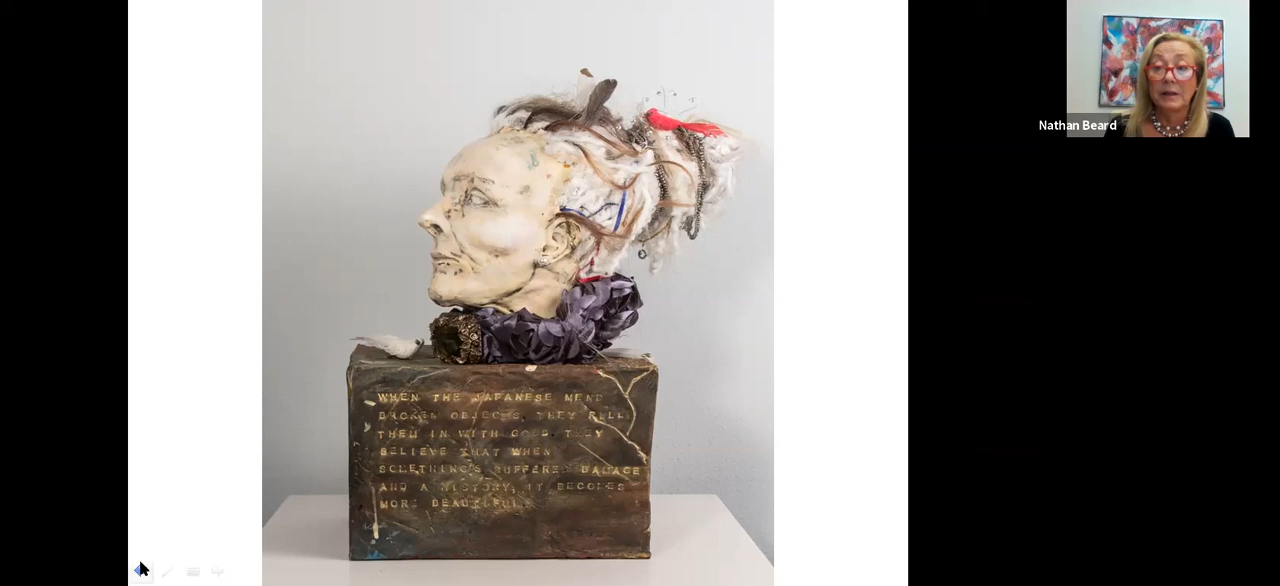 WHEN THE JAPANESE MEND
BROKEN OBJECTS, THEY FILL
THEM IN WITH GOLD. THEY
BELIEVE THAT WHEN
SOMETHING'S SUFFERED DAMAGE
AND A HISTORY, IT BECOMES
MORE BEAUTIFUL.
Nathan Beard